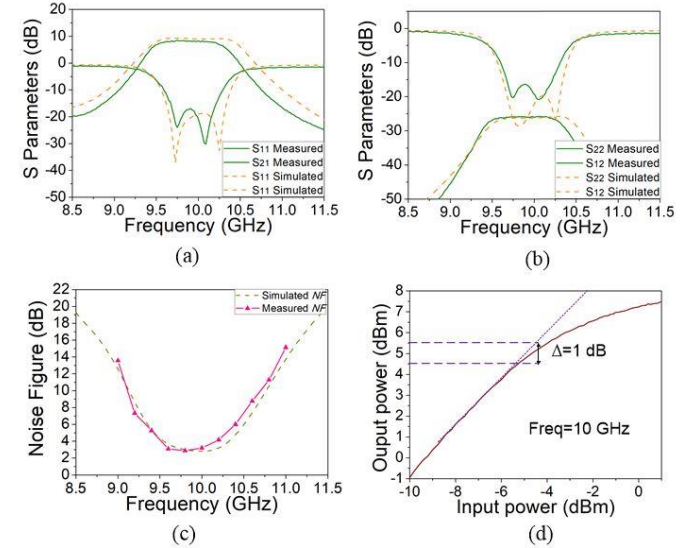 20
10
0
-10
-20
-30
-40
-50
S Parameters (dB)
S11 Measured
S21 Measured
S11 Simulated
S11 Simulated
8.5 9.0 9.5 10.0 10.5 11.0 11.5
Frequency (GHz)
(a)
0
-10
-20
-30
-40
-50
S Parameters (dB)
S22 Measured
S12 Measured
S22 Simulated
S12 Simulated
8.5 9.0 9.5 10.0 10.5 11.0 11.5
Frequency (GHz)
(b)
22
20
18
16
14
12
10
8
6
4
2
0
Noise Figure (dB)
Simulated NF
Measured NF
8.5 9.0 9.5 10.0 10.5 11.0 11.5
Frequency (GHz)
(c)
8
7
6
5
4
3
2
1
0
-1
Ouput power (dBm)
Δ=1 dB
Freq=10 GHz
-10 -8 -6 -4 -2 0
Input power (dBm)
(d)